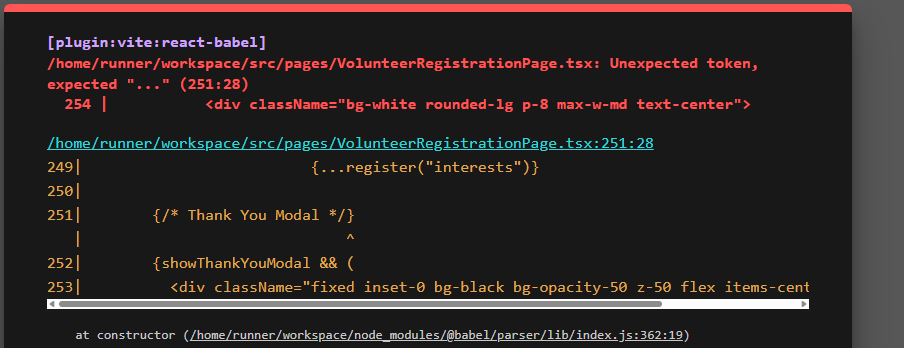 [plugin:vite:react-babel]
/home/runner/workspace/src/pages/VolunteerRegistrationPage.tsx: Unexpected token,
expected "..." (251:28)
254 |           <div className="bg-white rounded-lg p-8 max-w-md text-center">
/home/runner/workspace/src/pages/VolunteerRegistrationPage.tsx:251:28
249|                          {...register("interests")}
250|
251|        {/* Thank You Modal */}
   |                             ^
252|        {showThankYouModal && (
253|          <div className="fixed inset-0 bg-black bg-opacity-50 z-50 flex items-cent
at constructor (/home/runner/workspace/node_modules/@babel/parser/lib/index.js:362:19)